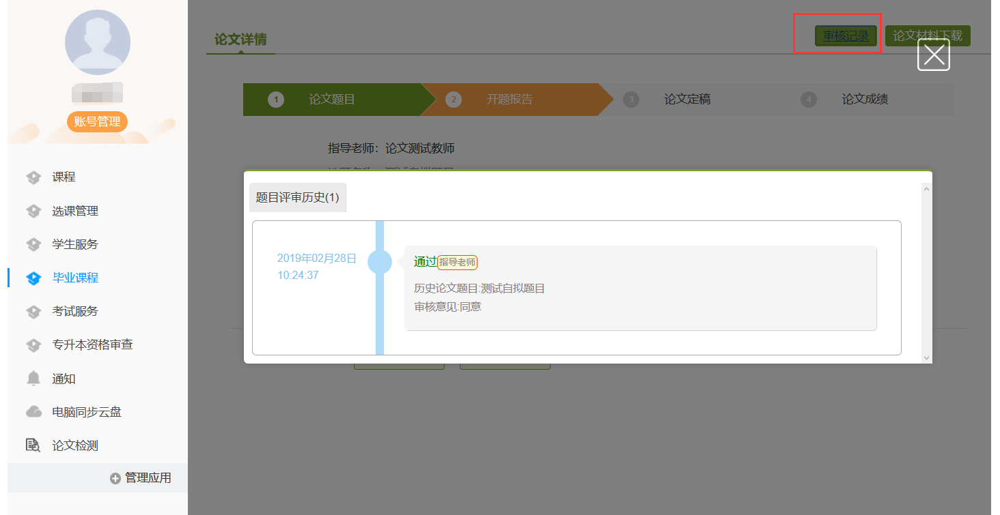 账号管理
课程
选课管理
学生服务
毕业课程
考试服务
专升本资格审查
通知
电脑同步云盘
论文检测
管理应用
论文详情
审核记录
论文材料下载
1 论文题目
2 开题报告
3 论文定稿
4 论文成绩
指导老师：论文测试教师
题目评审历史(1)
2019年02月28日
10:24:37
通过 指导老师
历史论文题目:测试自拟题目
审核意见:同意